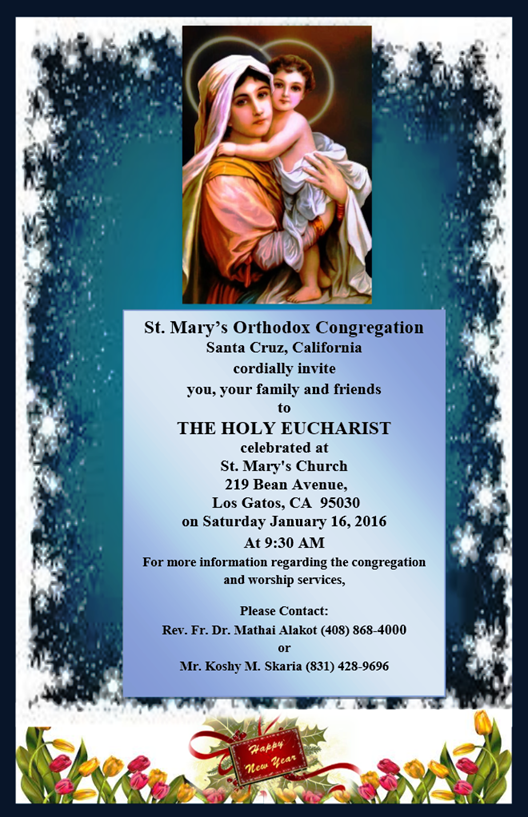 St. Mary's Orthodox Congregation
Santa Cruz, California
cordially invite
you, your family and friends
to
THE HOLY EUCHARIST
celebrated at
St. Mary's Church
219 Bean Avenue,
Los Gatos, CA  95030
on Saturday January 16, 2016
At 9:30 AM
For more information regarding the congregation
and worship services,
Please Contact:
Rev. Fr. Dr. Mathai Alakot (408) 868-4000
or
Mr. Koshy M. Skaria (831) 428-9696
Happy
New Year